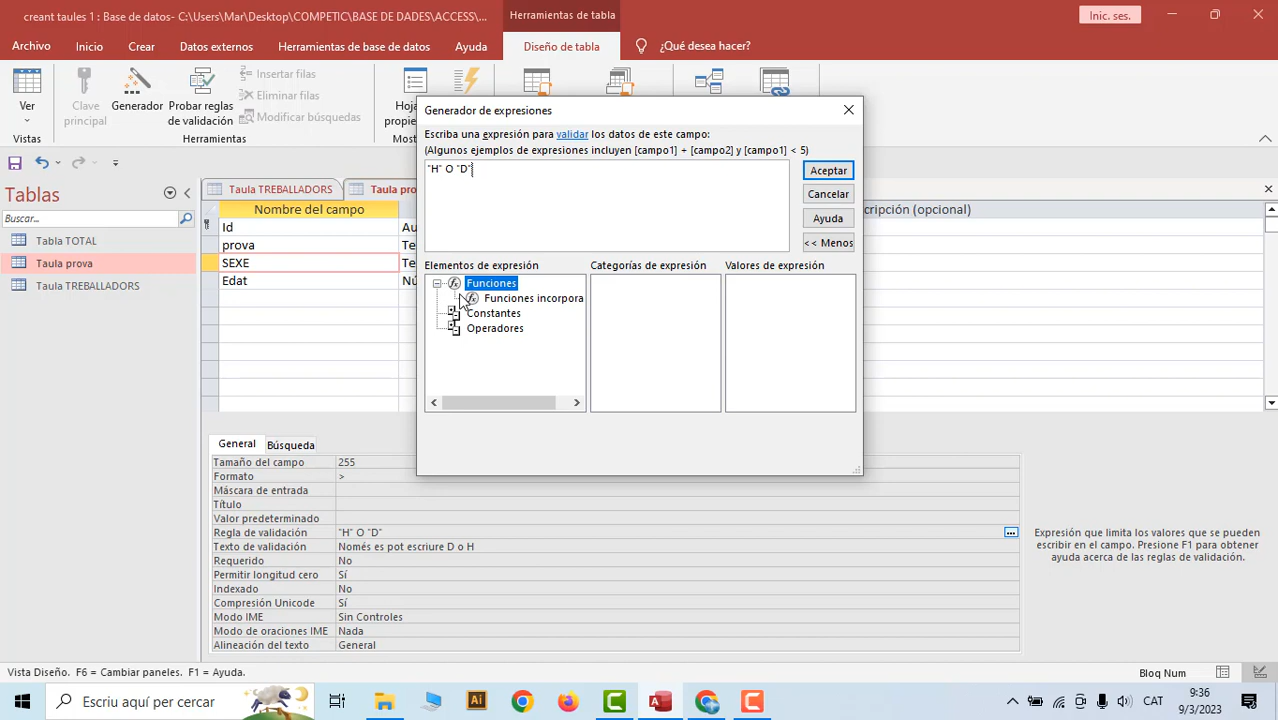 creant taules 1 : Base de datos- C:\Users\Mar\Desktop\COMPETIC\BASE DE DADES\ACCESS\...
Herramientas de tabla
Inic. ses.
Archivo
Inicio
Crear
Datos externos
Herramientas de base de datos
Ayuda
Diseño de tabla
¿Qué desea hacer?
Ver
Clave principal
Generador
Probar reglas de validación
Insertar filas
Eliminar filas
Modificar búsquedas
Hoja
propie
Vistas
Herramientas
Most
Tablas
Buscar...
Tabla TOTAL
Taula prova
Taula TREBALLADORS
Taula TREBALLADORS
Taula pro
Nombre del campo
cripción (opcional)
Id
Au
prova
Te
SEXE
Te
Edat
Nú
Generador de expresiones
Escriba una expresión para validar los datos de este campo:
(Algunos ejemplos de expresiones incluyen [campo1] + [campo2] y [campo1] < 5)
"H" O "D"
Aceptar
Cancelar
Ayuda
<< Menos
Elementos de expresión
Categorías de expresión
Valores de expresión
Funciones
Funciones incorpora
Constantes
Operadores
General
Búsqueda
Tamaño del campo 255
Formato >
Máscara de entrada
Título
Valor predeterminado
Regla de validación "H" O "D"
Texto de validación Només es pot escriure D o H
Requerido No
Permitir longitud cero Sí
Indexado No
Compresión Unicode Sí
Modo IME Sin Controles
Modo de oraciones IME Nada
Alineación del texto General
Expresión que limita los valores que se pueden
escribir en el campo. Presione F1 para obtener
ayuda acerca de las reglas de validación.
Vista Diseño. F6 = Cambiar paneles. F1 = Ayuda.
Bloq Num
Escriu aquí per cercar
CAT
9:36
9/3/2023